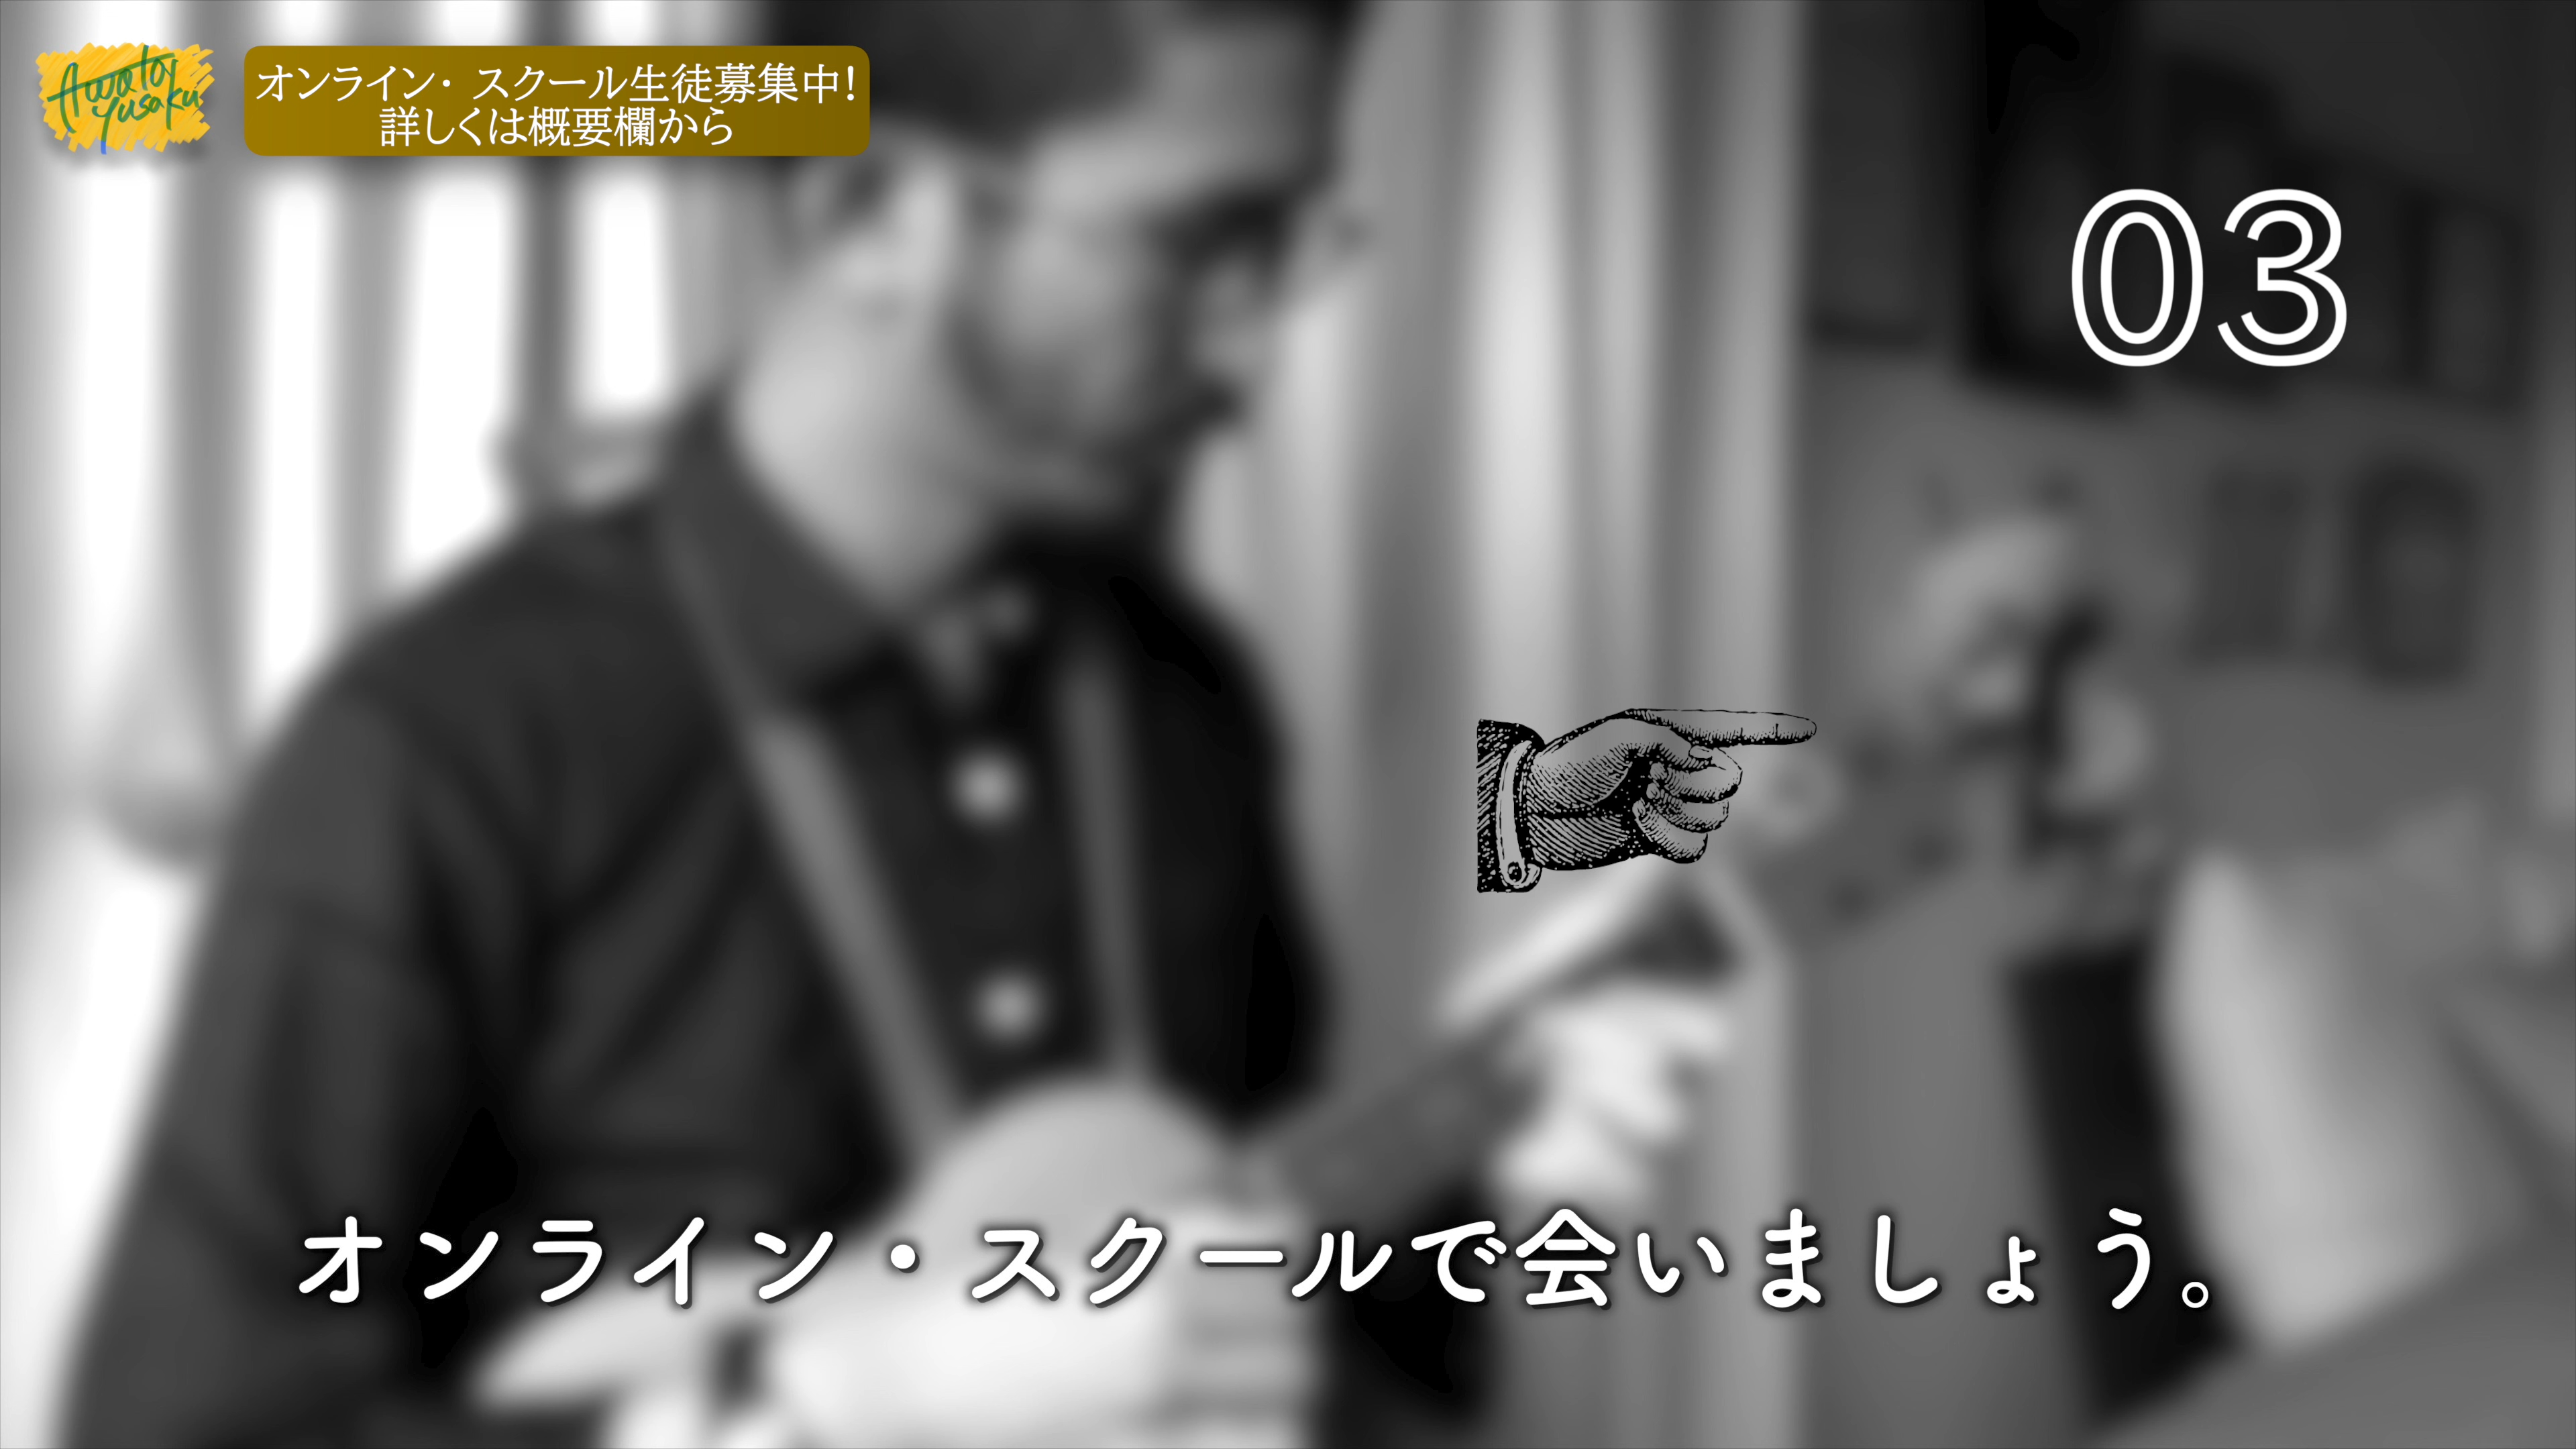 Awatoy
Yusaku
オンライン・スクール生徒募集中!
詳しくは概要欄から
03
オンライン・スクールで会いましょう。